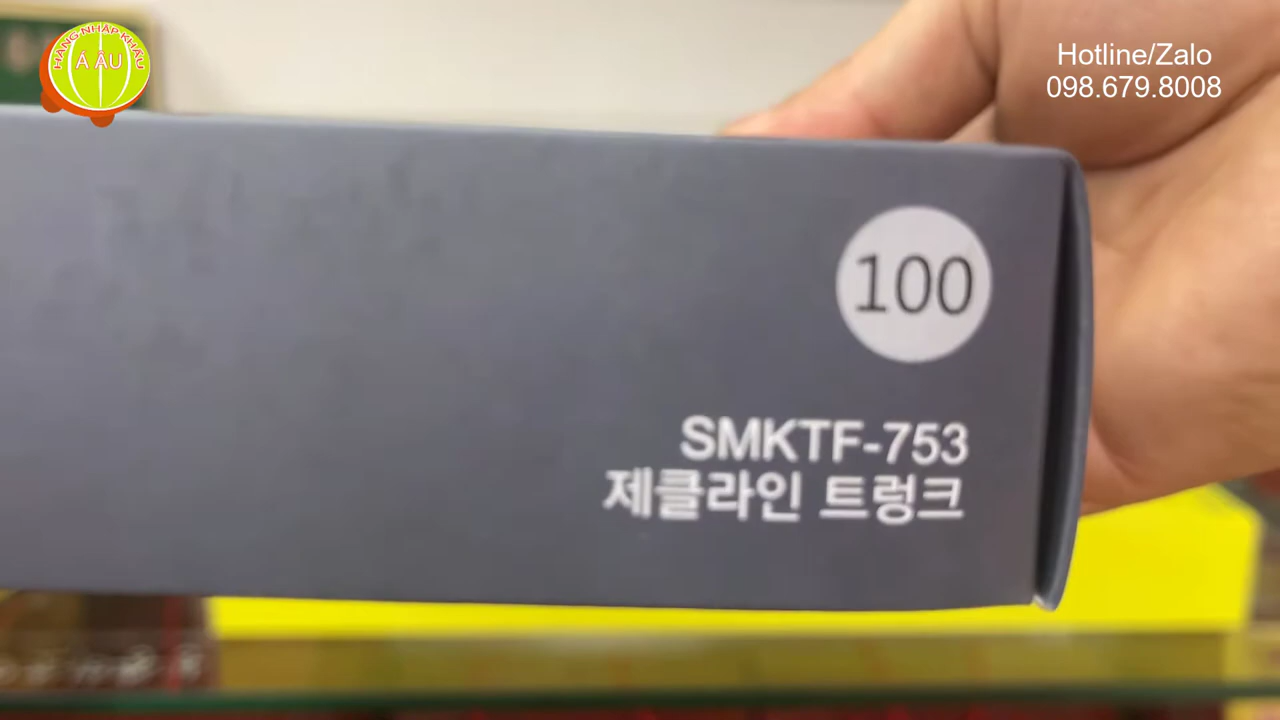 HÀNG NHẬP KHẨU
Á ÂU
Hotline/Zalo
098.679.8008
100
SMKTF-753
제클라인 트렁크